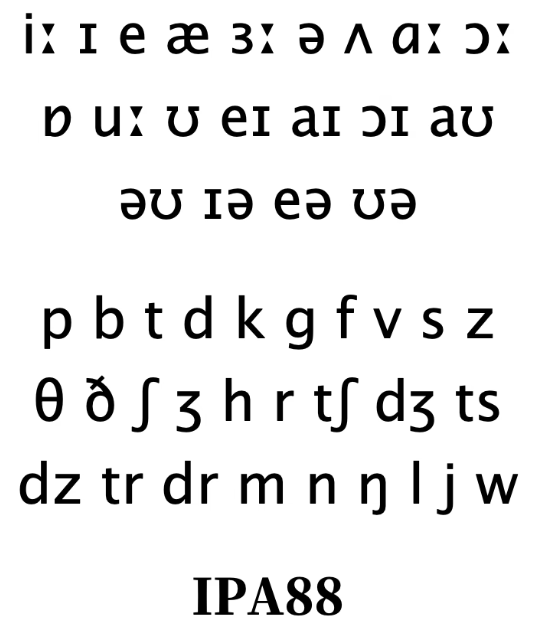 iː ɪ e æ ɜː ə ʌ ɑː ɔː
ɒ uː ʊ eɪ aɪ ɔɪ aʊ
əʊ ɪə eə ʊə
p b t d k g f v s z
θ ð ʃ ʒ h r tʃ dʒ ts
dz tr dr m n ŋ l j w
IPA88